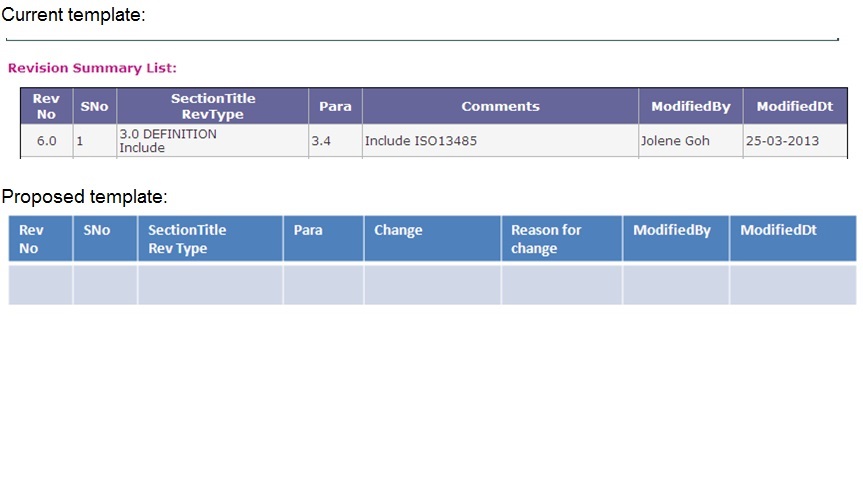 Current template:
Revision Summary List:
Rev No SNo SectionTitle RevType Para Comments ModifiedBy ModifiedDt
6.0 1 3.0 DEFINITION Include 3.4 Include ISO13485 Jolene Goh 25-03-2013
Proposed template:
Rev No SNo SectionTitle Rev Type Para Change Reason for change ModifiedBy ModifiedDt